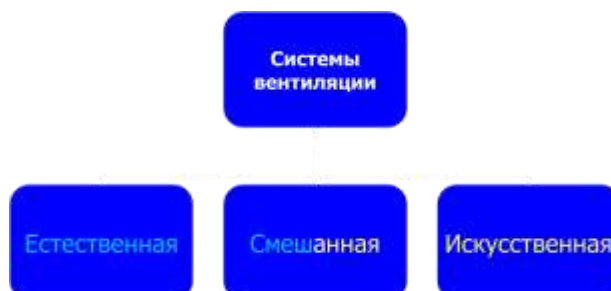 Системы
вентиляции
Естественная
Смешанная
Искусственная